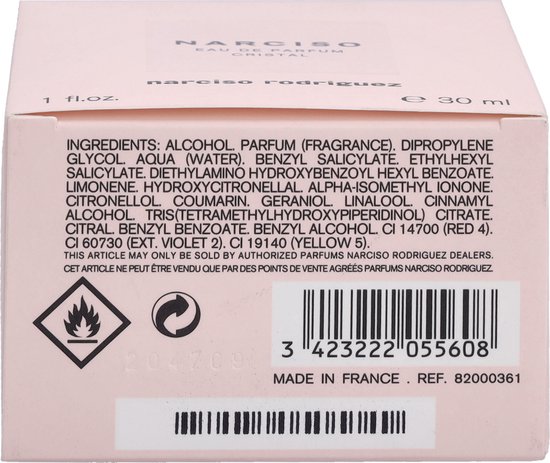 NARCISO
EAU DE PARFUM
CRISTAL
narciso rodriguez
1 fl.oz. e 30 ml
INGREDIENTS: ALCOHOL. PARFUM (FRAGRANCE). DIPROPYLENE
GLYCOL. AQUA (WATER). BENZYL SALICYLATE. ETHYLHEXYL
SALICYLATE. DIETHYLAMINO HYDROXYBENZOYL HEXYL BENZOATE.
LIMONENE. HYDROXYCITRONELLAL. ALPHA-ISOMETHYL IONONE.
CITRONELLOL. COUMARIN. GERANIOL. LINALOOL. CINNAMYL
ALCOHOL. TRIS(TETRAMETHYLHYDROXYPIPERIDINOL) CITRATE.
CITRAL. BENZYL BENZOATE. BENZYL ALCOHOL. CI 14700 (RED 4).
CI 60730 (EXT. VIOLET 2). CI 19140 (YELLOW 5).
THIS ARTICLE MAY ONLY BE SOLD BY AUTHORIZED PARFUMS NARCISO RODRIGUEZ DEALERS.
CET ARTICLE NE PEUT ÊTRE VENDU QUE PAR DES POINTS DE VENTE AGRÉÉS PARFUMS NARCISO RODRIGUEZ.
3 423222 055608
MADE IN FRANCE . REF. 82000361